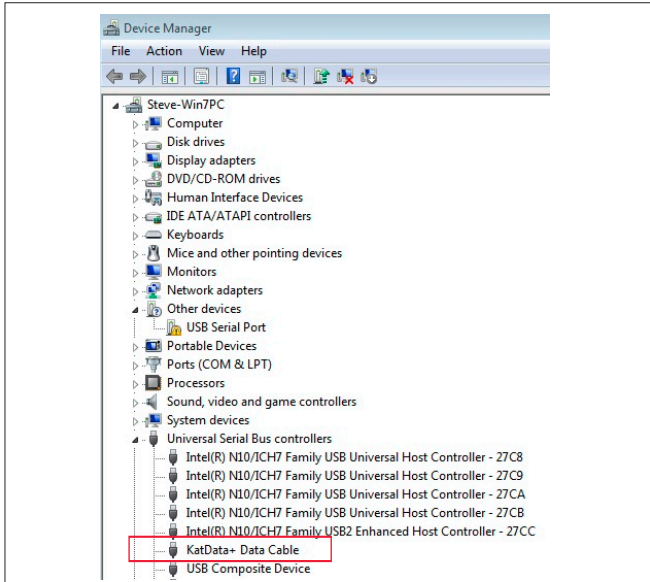 Device Manager
File Action View Help
Steve-Win7PC
Computer
Disk drives
Display adapters
DVD/CD-ROM drives
Human Interface Devices
IDE ATA/ATAPI controllers
Keyboards
Mice and other pointing devices
Monitors
Network adapters
Other devices
USB Serial Port
Portable Devices
Ports (COM & LPT)
Processors
Sound, video and game controllers
System devices
Universal Serial Bus controllers
Intel(R) N10/ICH7 Family USB Universal Host Controller - 27C8
Intel(R) N10/ICH7 Family USB Universal Host Controller - 27C9
Intel(R) N10/ICH7 Family USB Universal Host Controller - 27CA
Intel(R) N10/ICH7 Family USB Universal Host Controller - 27CB
Intel(R) N10/ICH7 Family USB2 Enhanced Host Controller - 27CC
KatData+ Data Cable
USB Composite Device